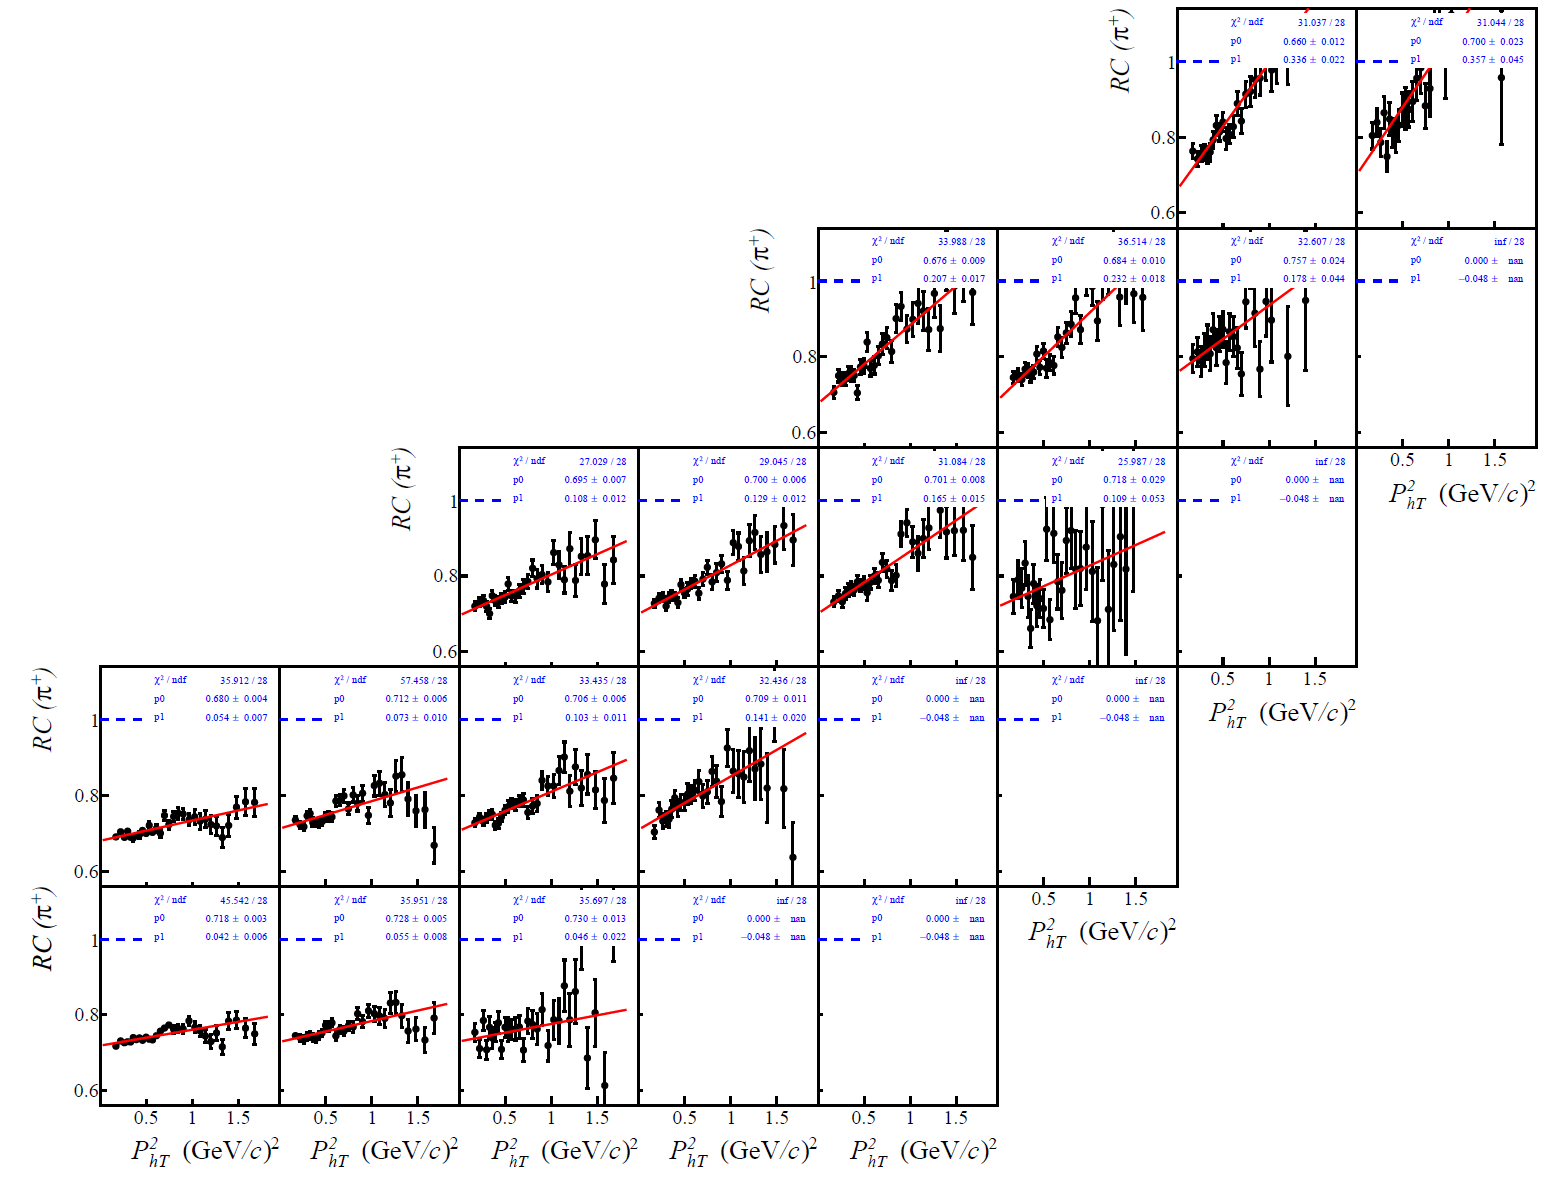 RC (π⁺)
χ² / ndf 31.037 / 28
p0 0.660 ± 0.012
p1 0.336 ± 0.022
χ² / ndf 31.044 / 28
p0 0.700 ± 0.023
p1 0.357 ± 0.045
1
0.8
0.6
RC (π⁺)
χ² / ndf 33.988 / 28
p0 0.676 ± 0.009
p1 0.207 ± 0.017
χ² / ndf 36.514 / 28
p0 0.684 ± 0.010
p1 0.232 ± 0.018
χ² / ndf 32.607 / 28
p0 0.757 ± 0.024
p1 0.178 ± 0.044
χ² / ndf inf / 28
p0 0.000 ± nan
p1 −0.048 ± nan
1
0.8
0.6
0.5 1 1.5
P²hT (GeV/c)²
RC (π⁺)
χ² / ndf 27.029 / 28
p0 0.695 ± 0.007
p1 0.108 ± 0.012
χ² / ndf 29.045 / 28
p0 0.700 ± 0.006
p1 0.129 ± 0.012
χ² / ndf 31.084 / 28
p0 0.701 ± 0.008
p1 0.165 ± 0.015
χ² / ndf 25.987 / 28
p0 0.718 ± 0.029
p1 0.109 ± 0.053
χ² / ndf inf / 28
p0 0.000 ± nan
p1 −0.048 ± nan
1
0.8
0.6
0.5 1 1.5
P²hT (GeV/c)²
RC (π⁺)
χ² / ndf 35.912 / 28
p0 0.680 ± 0.004
p1 0.054 ± 0.007
χ² / ndf 57.458 / 28
p0 0.712 ± 0.006
p1 0.073 ± 0.010
χ² / ndf 33.435 / 28
p0 0.706 ± 0.006
p1 0.103 ± 0.011
χ² / ndf 32.436 / 28
p0 0.709 ± 0.011
p1 0.141 ± 0.020
χ² / ndf inf / 28
p0 0.000 ± nan
p1 −0.048 ± nan
χ² / ndf inf / 28
p0 0.000 ± nan
p1 −0.048 ± nan
1
0.8
0.6
0.5 1 1.5
P²hT (GeV/c)²
RC (π⁺)
χ² / ndf 45.542 / 28
p0 0.718 ± 0.003
p1 0.042 ± 0.006
χ² / ndf 35.951 / 28
p0 0.728 ± 0.005
p1 0.055 ± 0.008
χ² / ndf 35.697 / 28
p0 0.730 ± 0.013
p1 0.046 ± 0.022
χ² / ndf inf / 28
p0 0.000 ± nan
p1 −0.048 ± nan
χ² / ndf inf / 28
p0 0.000 ± nan
p1 −0.048 ± nan
1
0.8
0.6
0.5 1 1.5 0.5 1 1.5 0.5 1 1.5 0.5 1 1.5 0.5 1 1.5
P²hT (GeV/c)² P²hT (GeV/c)² P²hT (GeV/c)² P²hT (GeV/c)² P²hT (GeV/c)²